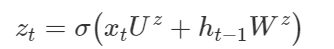 z_t = σ(x_t U^z + h_{t−1} W^z)